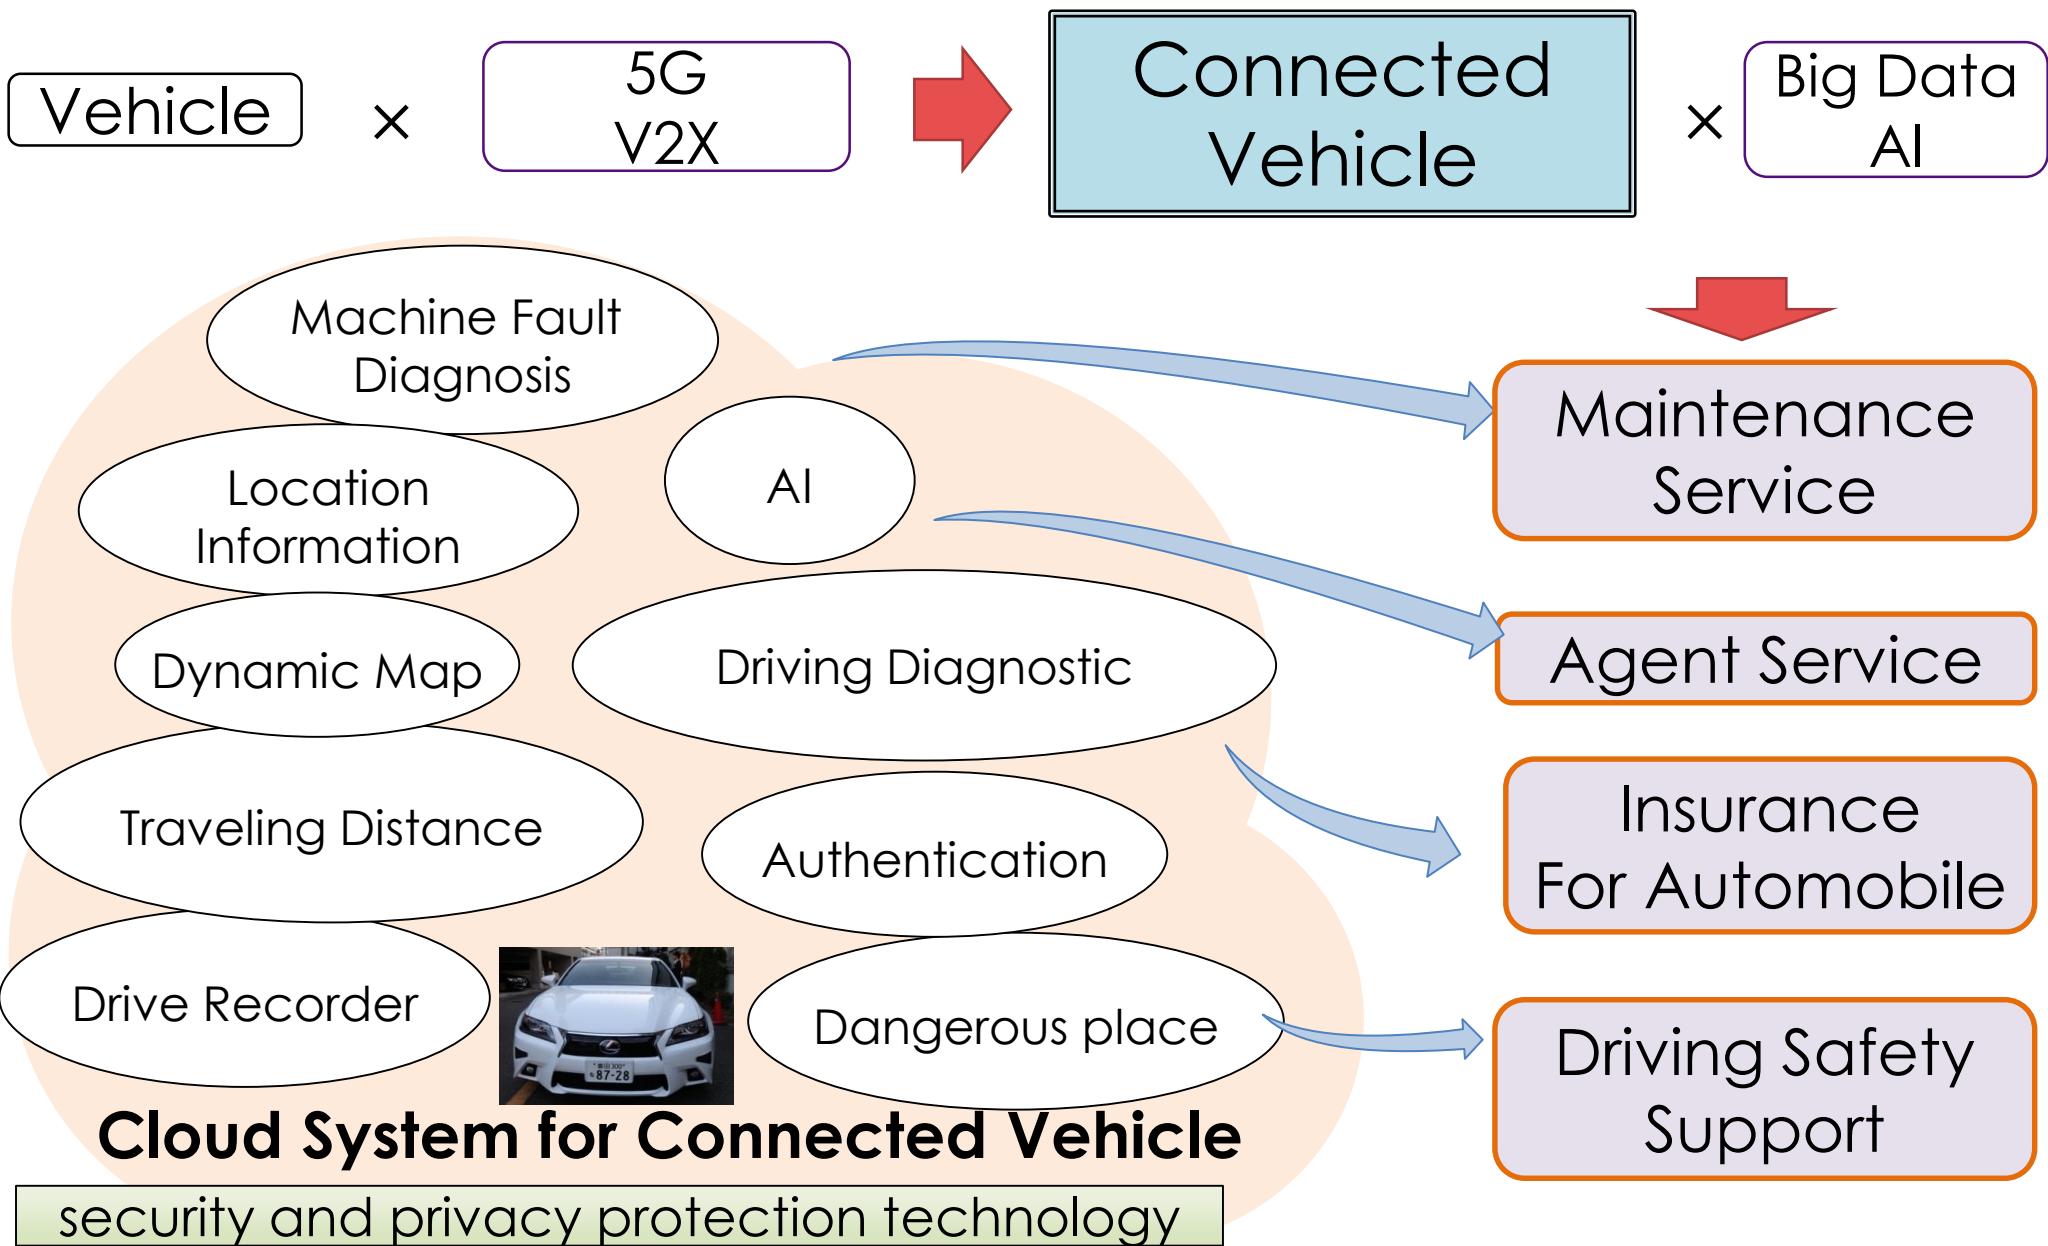 Vehicle
×
5G
V2X
Connected
Vehicle
×
Big Data
AI
Machine Fault
Diagnosis
Location
Information
AI
Dynamic Map
Driving Diagnostic
Traveling Distance
Authentication
Drive Recorder
Dangerous place
87-28
Cloud System for Connected Vehicle
security and privacy protection technology
Maintenance
Service
Agent Service
Insurance
For Automobile
Driving Safety
Support